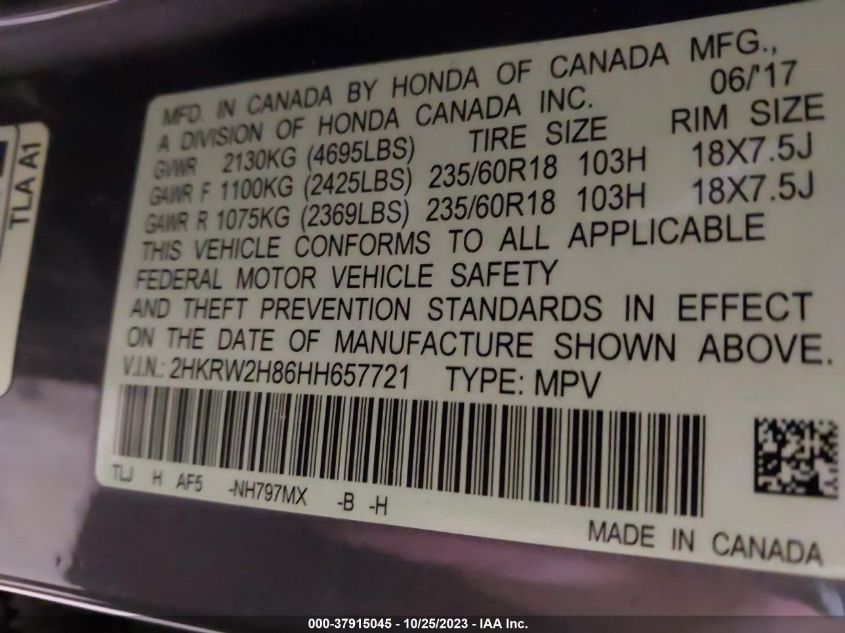 TLA A1
MFD. IN CANADA BY HONDA OF CANADA MFG.,
A DIVISION OF HONDA CANADA INC. 06/'17
GVWR 2130KG (4695LBS) TIRE SIZE RIM SIZE
GAWR F 1100KG (2425LBS) 235/60R18 103H 18X7.5J
GAWR R 1075KG (2369LBS) 235/60R18 103H 18X7.5J
THIS VEHICLE CONFORMS TO ALL APPLICABLE
FEDERAL MOTOR VEHICLE SAFETY
AND THEFT PREVENTION STANDARDS IN EFFECT
ON THE DATE OF MANUFACTURE SHOWN ABOVE.
V.I.N.: 2HKRW2H86HH657721 TYPE: MPV
TLJ H AF5 -NH797MX -B -H
MADE IN CANADA
000-37915045 - 10/25/2023 - IAA Inc.